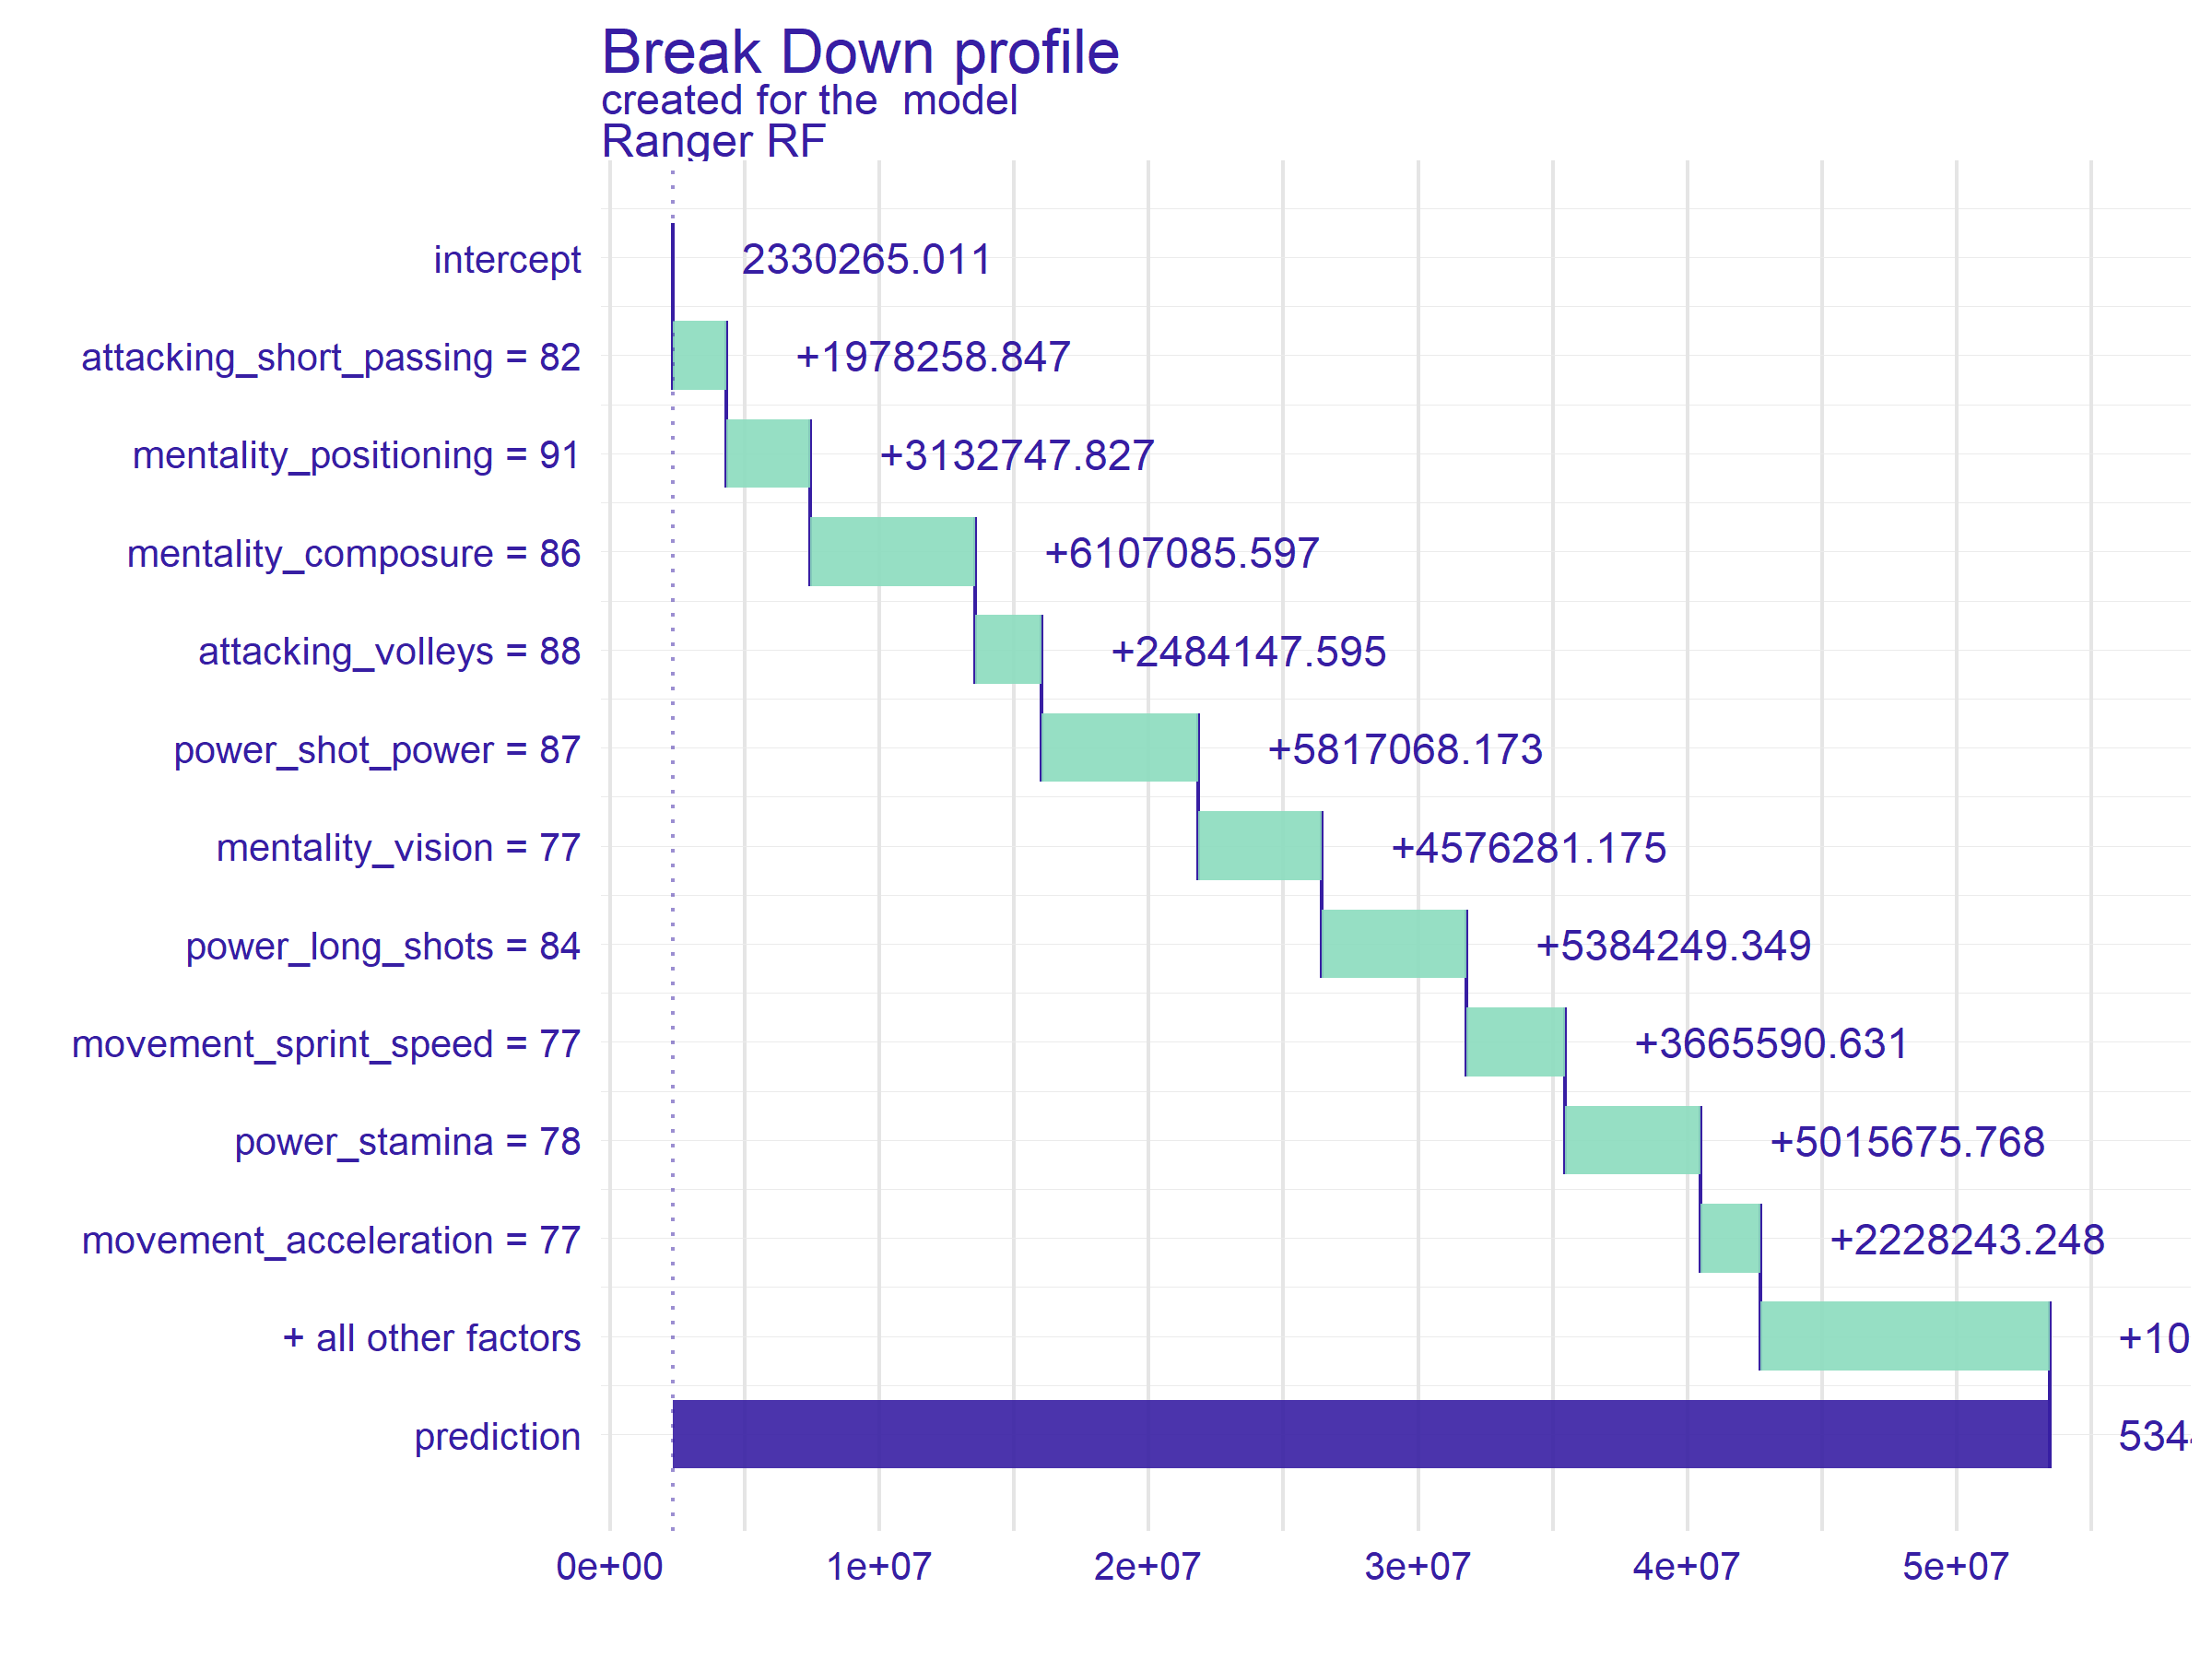 Break Down profile
created for the  model
Ranger RF
intercept 2330265.011
attacking_short_passing = 82 +1978258.847
mentality_positioning = 91 +3132747.827
mentality_composure = 86 +6107085.597
attacking_volleys = 88 +2484147.595
power_shot_power = 87 +5817068.173
mentality_vision = 77 +4576281.175
power_long_shots = 84 +5384249.349
movement_sprint_speed = 77 +3665590.631
power_stamina = 78 +5015675.768
movement_acceleration = 77 +2228243.248
+ all other factors +10
prediction 534
0e+00 1e+07 2e+07 3e+07 4e+07 5e+07